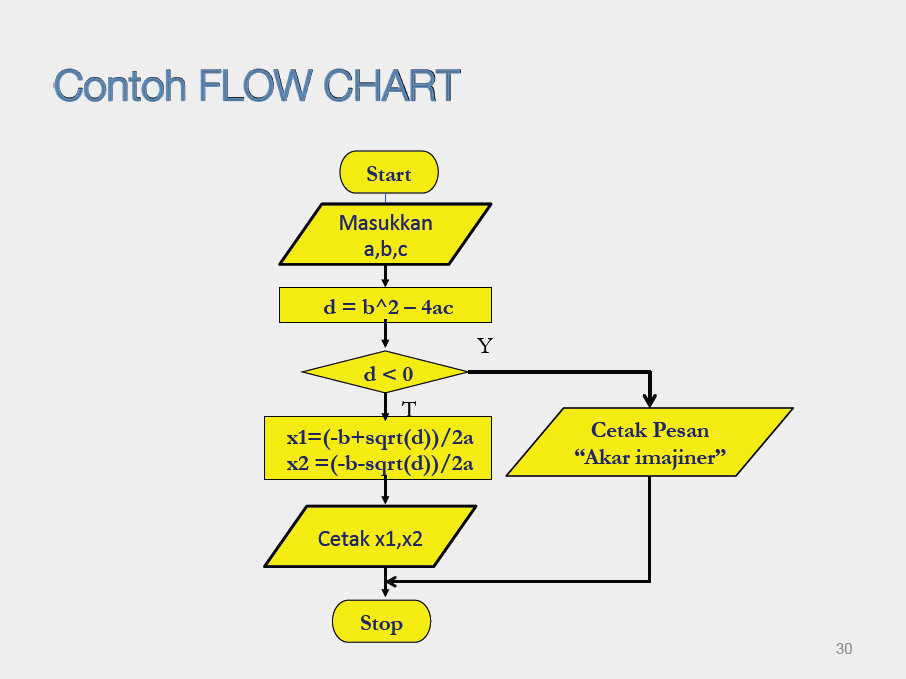 Contoh FLOW CHART
Start
Masukkan
a,b,c
d = b^2 – 4ac
Y
d < 0
T
x1=(-b+sqrt(d))/2a
x2 =(-b-sqrt(d))/2a
Cetak Pesan
“Akar imajiner”
Cetak x1,x2
Stop
30